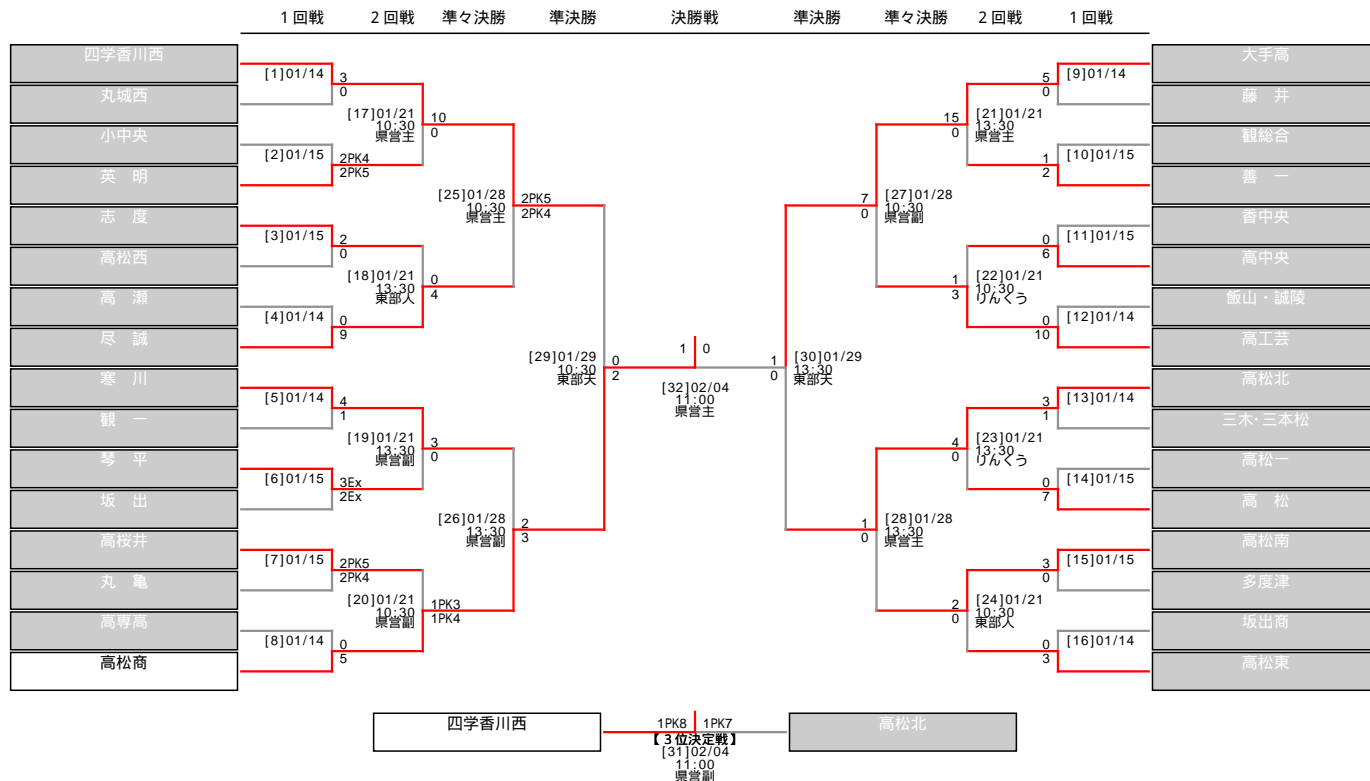 1回戦 2回戦 準々決勝 準決勝 決勝戦 準決勝 準々決勝 2回戦 1回戦
四学香川西
[1]01/14
3
0
丸城西
[17]01/21
10:30
県営主
10
0
小中央
[2]01/15
2PK4
2PK5
英 明
[25]01/28
10:30
県営主
2PK5
2PK4
志 度
[3]01/15
2
0
高松西
[18]01/21
13:30
東部人
0
4
高 瀬
[4]01/14
0
9
尽 誠
[29]01/29
10:30
東部天
0
2
寒 川
[5]01/14
4
1
観 一
[19]01/21
13:30
県営副
3
0
琴 平
[6]01/15
3Ex
2Ex
坂 出
[26]01/28
13:30
県営副
2
3
高桜井
[7]01/15
2PK5
2PK4
丸 亀
[20]01/21
10:30
県営副
1PK3
1PK4
高専高
[8]01/14
0
5
高松商
1 0
[32]02/04
11:00
県営主
大手高
5
0
[9]01/14
藤 井
15
0
[21]01/21
13:30
県営主
観総合
1
2
[10]01/15
善 一
7
0
[27]01/28
10:30
県営副
香中央
0
6
[11]01/15
高中央
1
3
[22]01/21
10:30
りんくう
飯山・誠陵
0
10
[12]01/14
高工芸
1
0
[30]01/29
13:30
東部天
高松北
3
1
[13]01/14
三木・三本松
4
0
[23]01/21
13:30
りんくう
高松一
0
7
[14]01/15
高 松
1
0
[28]01/28
13:30
県営主
高松南
3
0
[15]01/15
多度津
2
0
[24]01/21
10:30
東部人
坂出商
0
3
[16]01/14
高松東
四学香川西 1PK8 1PK7 高松北
【3位決定戦】
[31]02/04
11:00
県営副